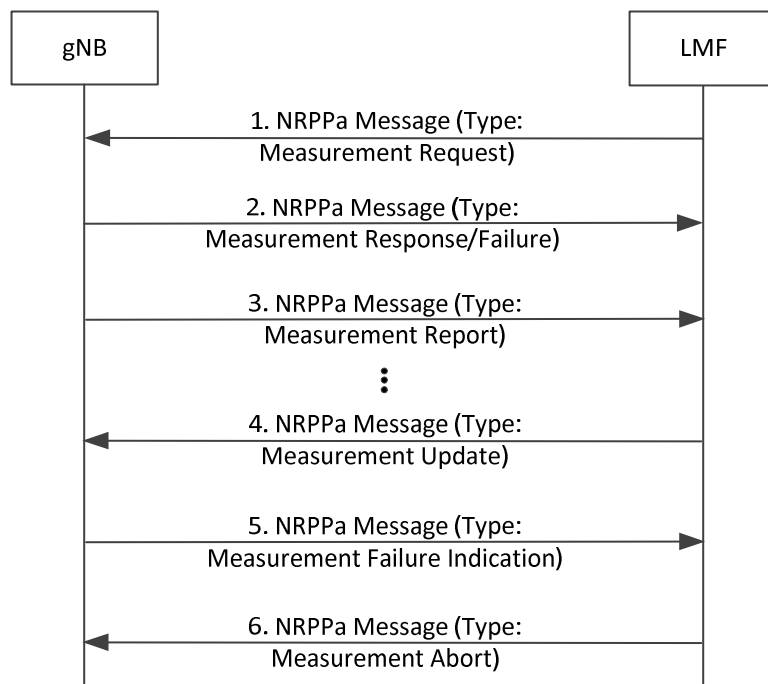 gNB
LMF
1. NRPPa Message (Type:
Measurement Request)
2. NRPPa Message (Type:
Measurement Response/Failure)
3. NRPPa Message (Type:
Measurement Report)
4. NRPPa Message (Type:
Measurement Update)
5. NRPPa Message (Type:
Measurement Failure Indication)
6. NRPPa Message (Type:
Measurement Abort)